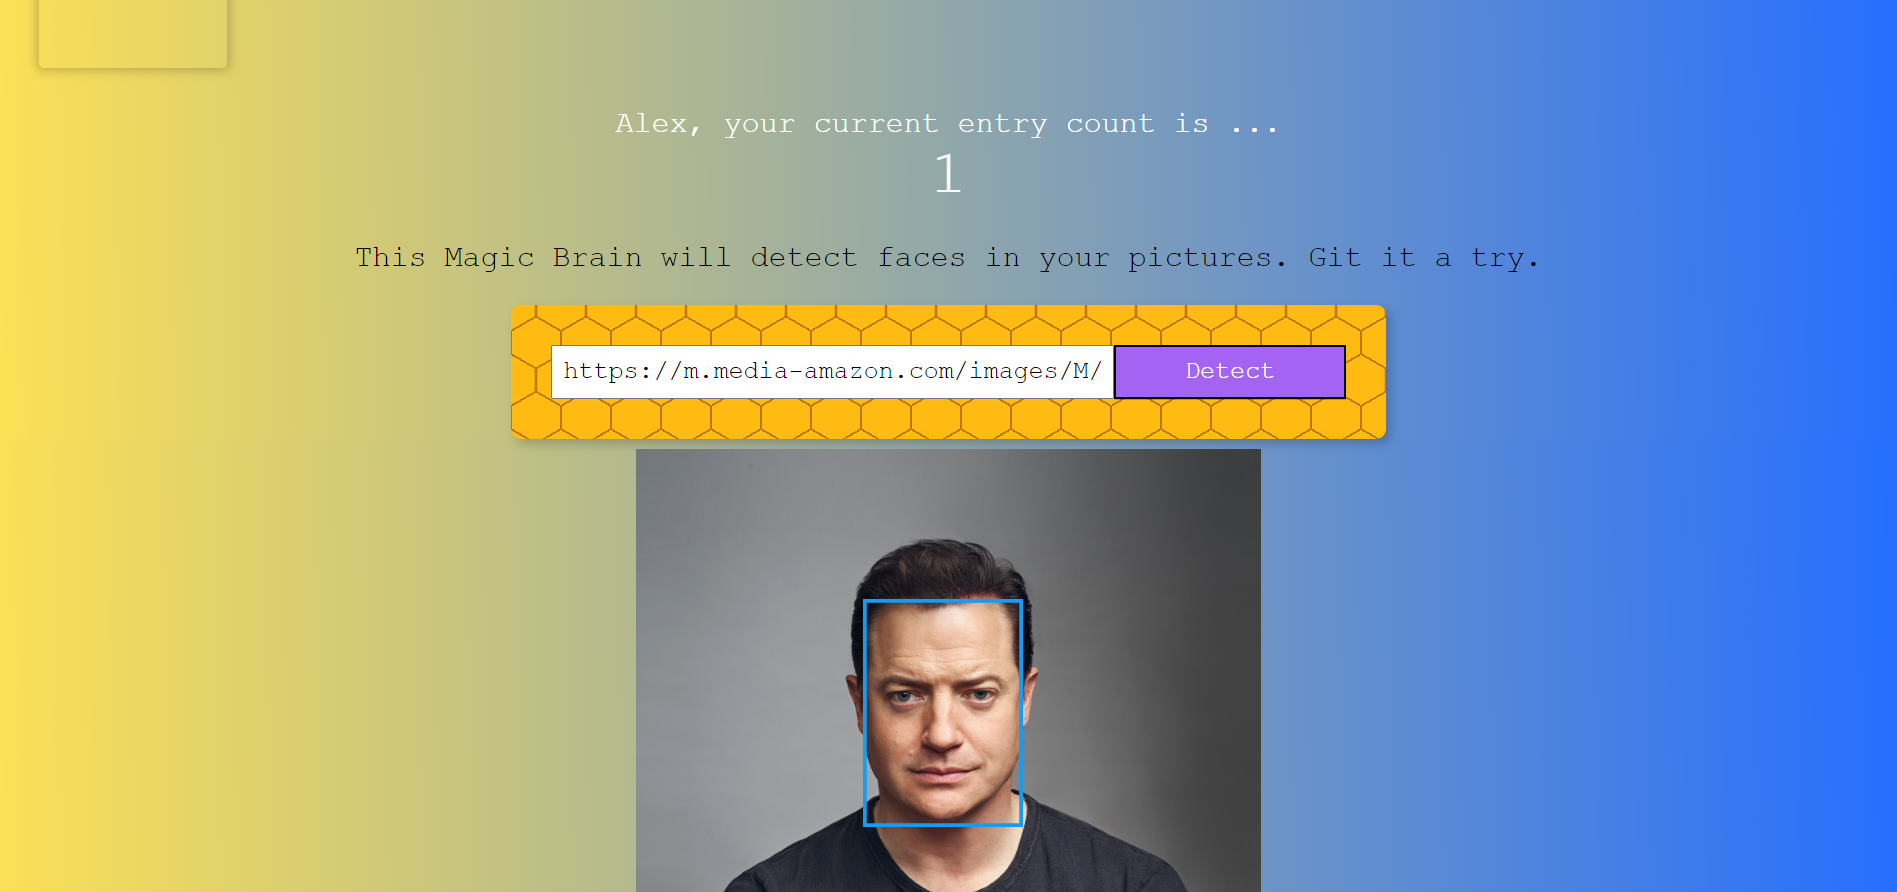 Alex, your current entry count is ...
1
This Magic Brain will detect faces in your pictures. Git it a try.
https://m.media-amazon.com/images/M/
Detect